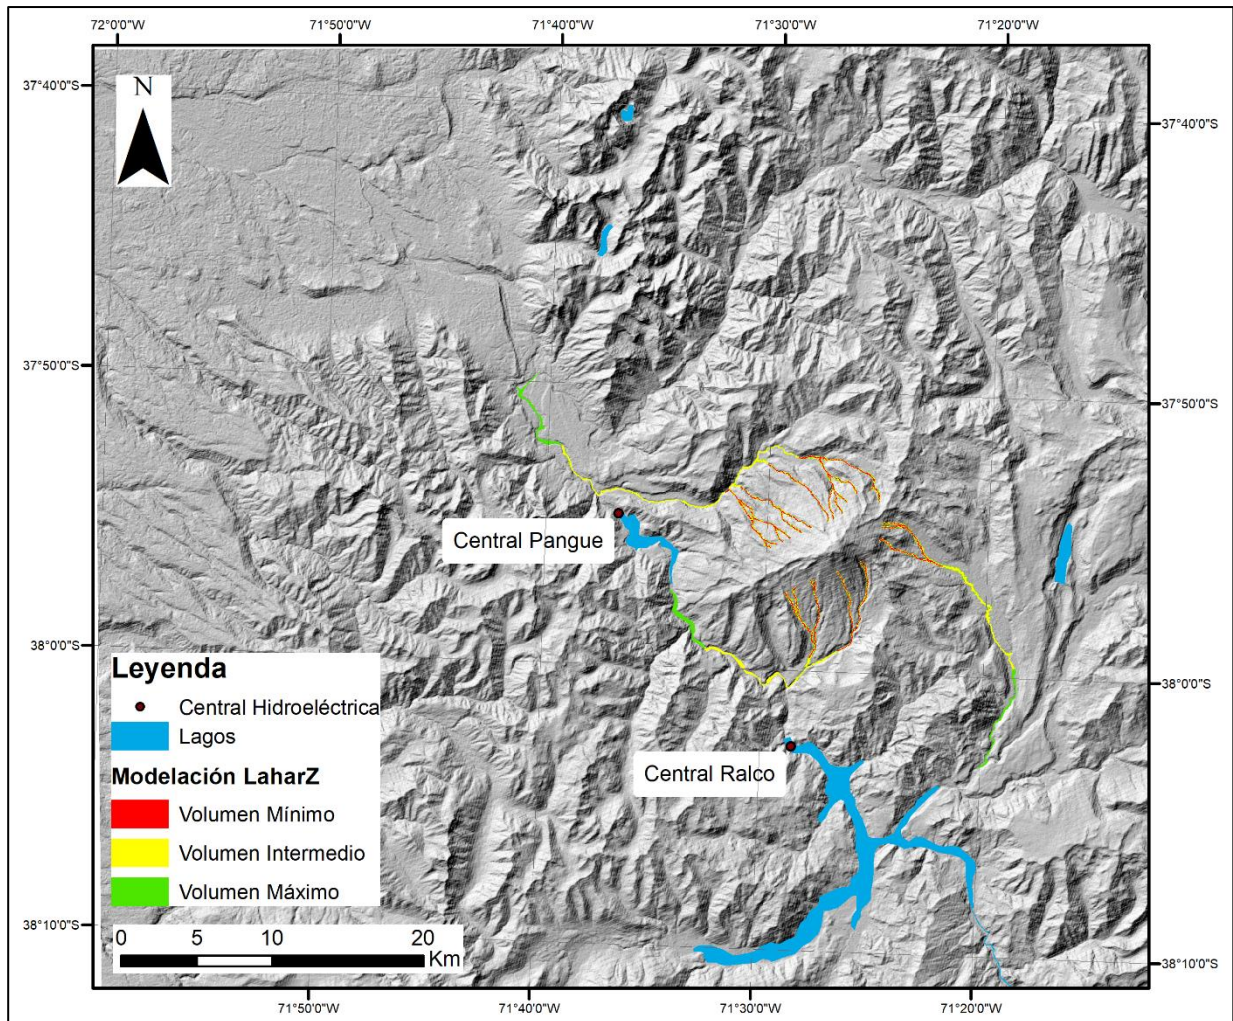 72°0'0"W 71°50'0"W 71°40'0"W 71°30'0"W 71°20'0"W
37°40'0"S
N
37°40'0"S
37°50'0"S
37°50'0"S
Central Pangue
38°0'0"S
38°0'0"S
Leyenda
Central Hidroeléctrica
Lagos
Central Ralco
Modelación LaharZ
Volumen Mínimo
Volumen Intermedio
Volumen Máximo
38°10'0"S
0 5 10 20
Km
38°10'0"S
71°50'0"W 71°40'0"W 71°30'0"W 71°20'0"W